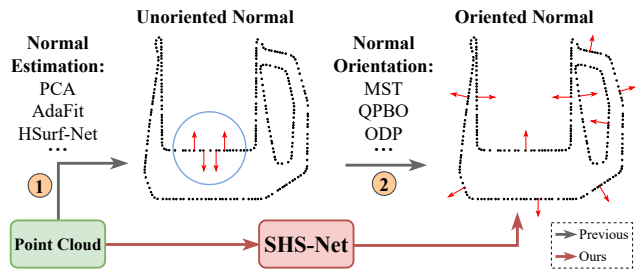 Unoriented Normal
Oriented Normal
Normal
Estimation:
PCA
AdaFit
HSurf-Net
...
1
Normal
Orientation:
MST
QPBO
ODP
...
2
Point Cloud
SHS-Net
Previous
Ours